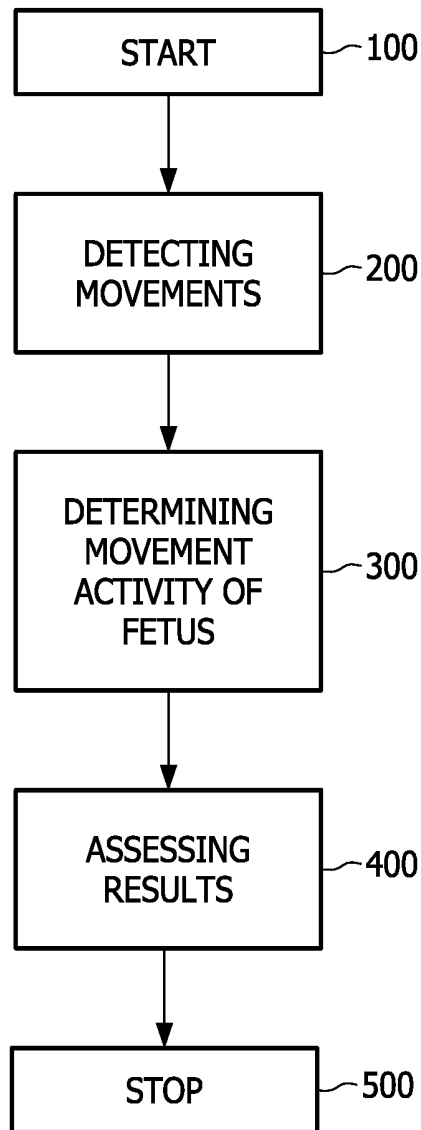 START
100
DETECTING
MOVEMENTS
200
DETERMINING
MOVEMENT
ACTIVITY OF
FETUS
300
ASSESSING
RESULTS
400
STOP
500